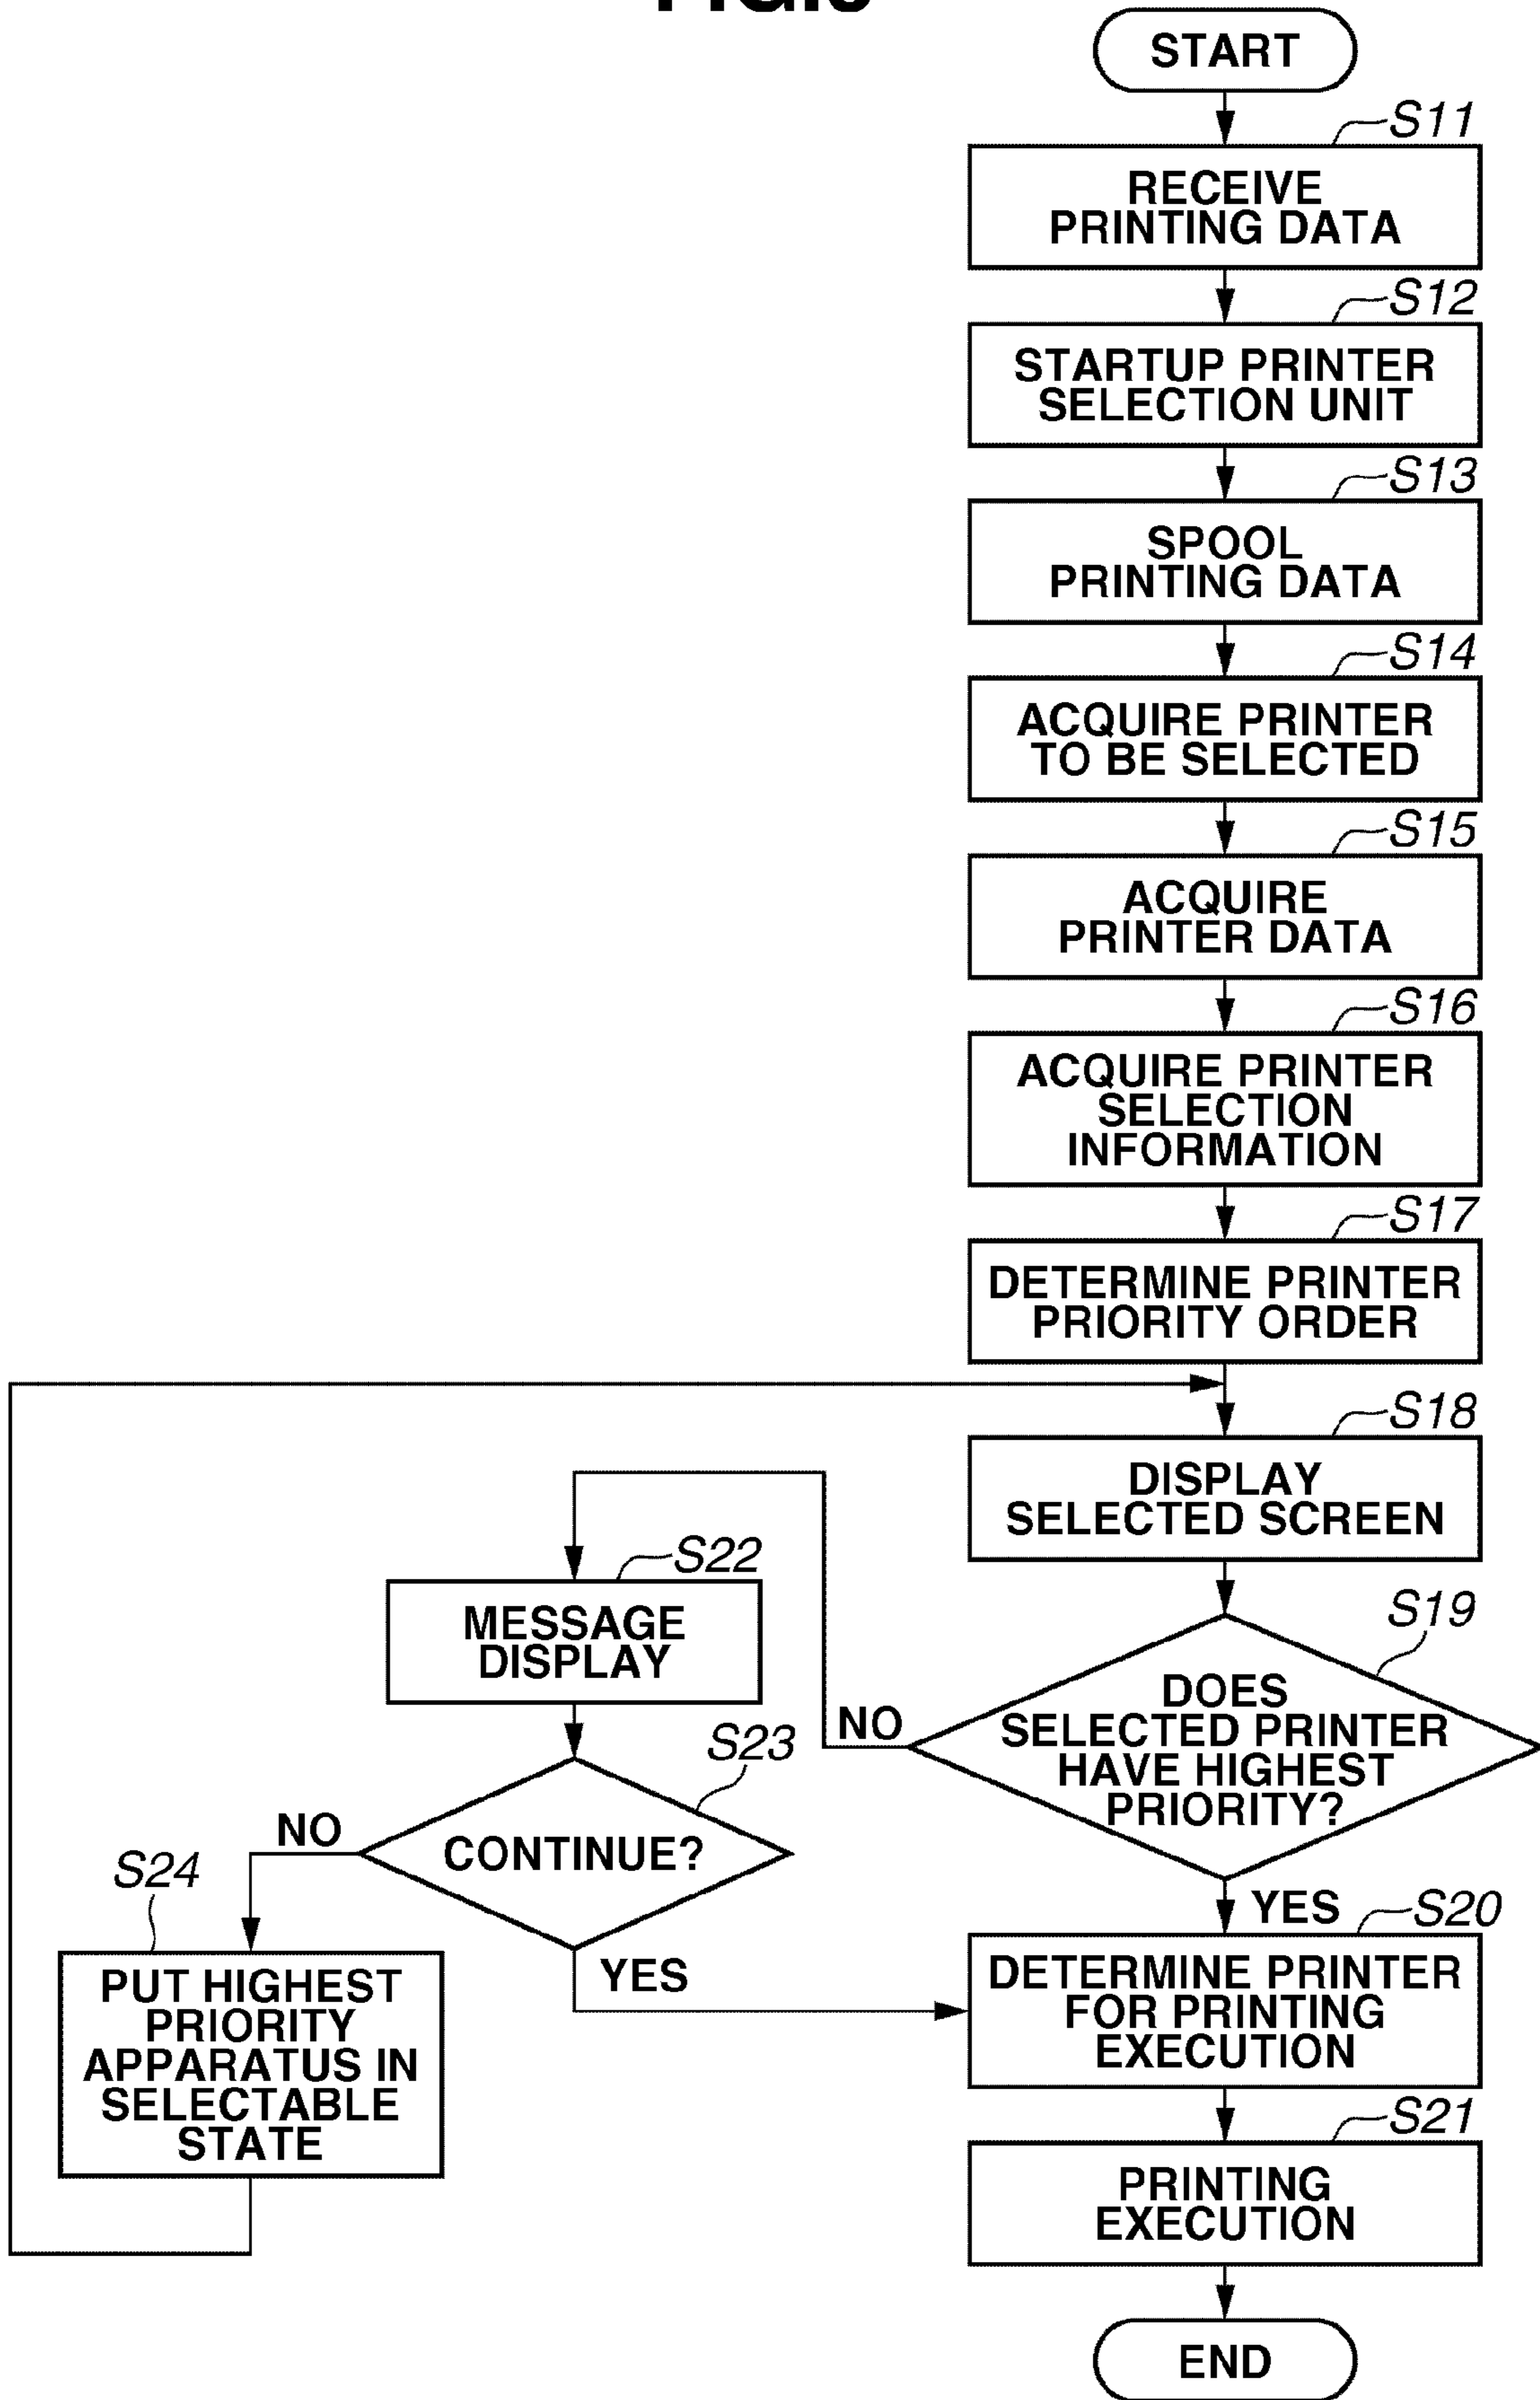 START
S11
RECEIVE
PRINTING DATA
S12
STARTUP PRINTER
SELECTION UNIT
S13
SPOOL
PRINTING DATA
S14
ACQUIRE PRINTER
TO BE SELECTED
S15
ACQUIRE
PRINTER DATA
S16
ACQUIRE PRINTER
SELECTION
INFORMATION
S17
DETERMINE PRINTER
PRIORITY ORDER
S18
DISPLAY
SELECTED SCREEN
S19
DOES
SELECTED PRINTER
HAVE HIGHEST
PRIORITY?
NO
YES
S22
MESSAGE
DISPLAY
S23
CONTINUE?
NO
YES
S24
PUT HIGHEST
PRIORITY
APPARATUS IN
SELECTABLE
STATE
S20
DETERMINE PRINTER
FOR PRINTING
EXECUTION
S21
PRINTING
EXECUTION
END